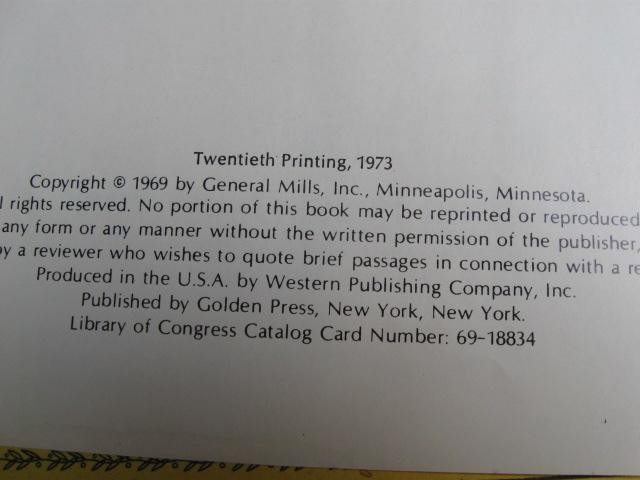 Twentieth Printing, 1973
Copyright © 1969 by General Mills, Inc., Minneapolis, Minnesota.
rights reserved. No portion of this book may be reprinted or reproduced
any form or any manner without the written permission of the publisher,
by a reviewer who wishes to quote brief passages in connection with a
Produced in the U.S.A. by Western Publishing Company, Inc.
Published by Golden Press, New York, New York.
Library of Congress Catalog Card Number: 69-18834